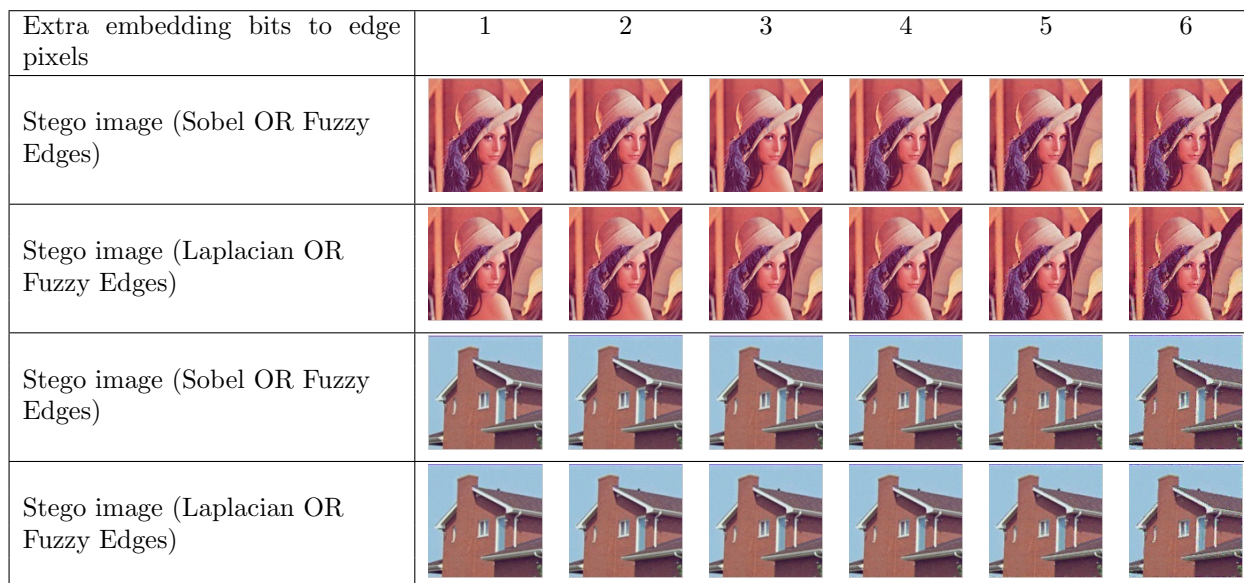 Extra embedding bits to edge 1 2 3 4 5 6
pixels
Stego image (Sobel OR Fuzzy
Edges)
Stego image (Laplacian OR
Fuzzy Edges)
Stego image (Sobel OR Fuzzy
Edges)
Stego image (Laplacian OR
Fuzzy Edges)